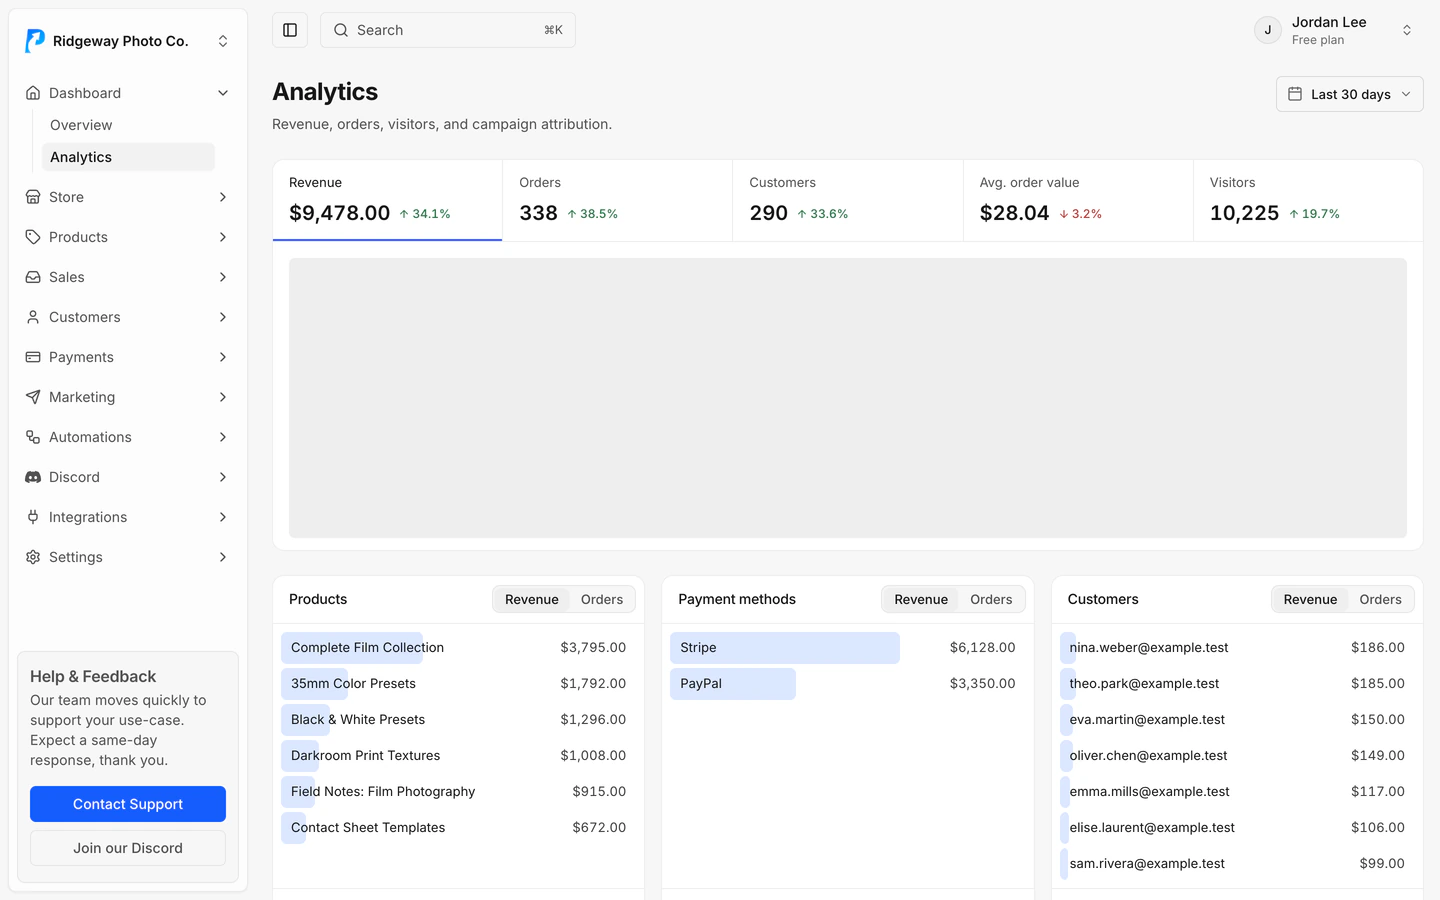 Ridgeway Photo Co.
Dashboard
Overview
Analytics
Store
Products
Sales
Customers
Payments
Marketing
Automations
Discord
Integrations
Settings
Help & Feedback
Our team moves quickly to
support your use-case.
Expect a same-day
response, thank you.
Contact Support
Join our Discord
Search ⌘K
J
Jordan Lee
Free plan
Analytics
Revenue, orders, visitors, and campaign attribution.
Last 30 days
Revenue
$9,478.00 ↑ 34.1%
Orders
338 ↑ 38.5%
Customers
290 ↑ 33.6%
Avg. order value
$28.04 ↓ 3.2%
Visitors
10,225 ↑ 19.7%
Products Revenue Orders
Complete Film Collection $3,795.00
35mm Color Presets $1,792.00
Black & White Presets $1,296.00
Darkroom Print Textures $1,008.00
Field Notes: Film Photography $915.00
Contact Sheet Templates $672.00
Payment methods Revenue Orders
Stripe $6,128.00
PayPal $3,350.00
Customers Revenue Orders
nina.weber@example.test $186.00
theo.park@example.test $185.00
eva.martin@example.test $150.00
oliver.chen@example.test $149.00
emma.mills@example.test $117.00
elise.laurent@example.test $106.00
sam.rivera@example.test $99.00